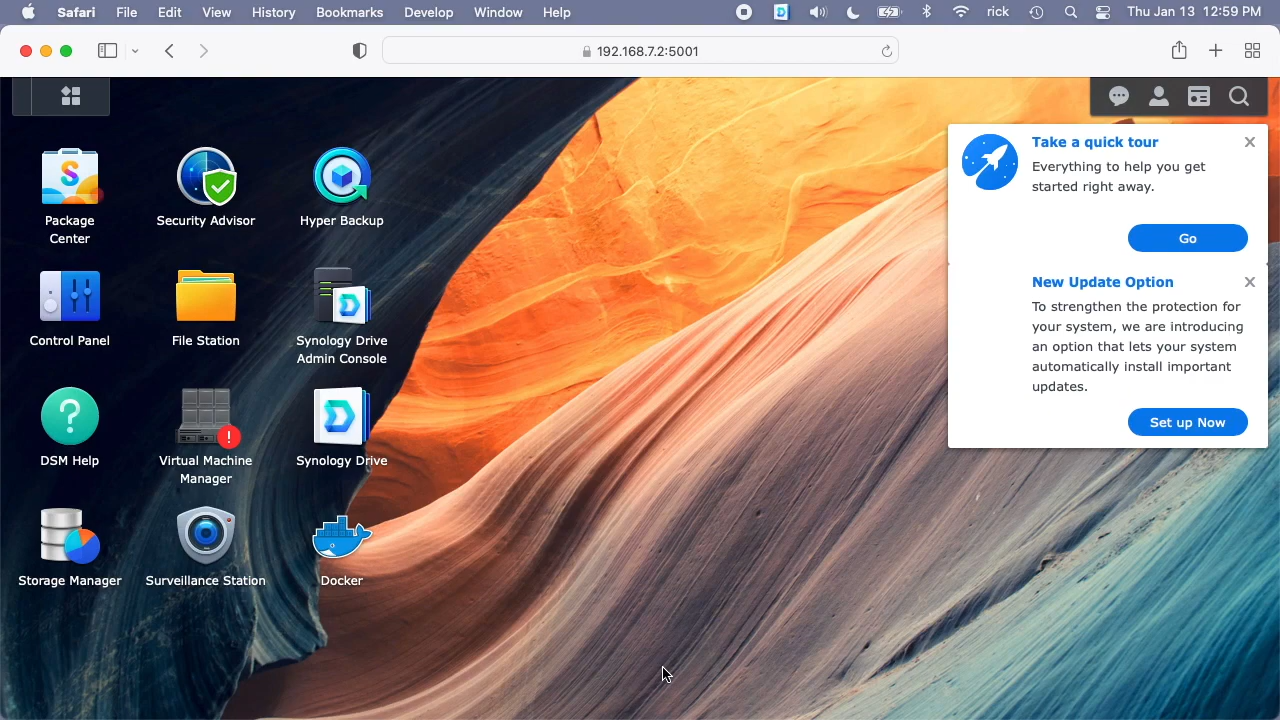 Safari File Edit View History Bookmarks Develop Window Help rick Thu Jan 13 12:59 PM
192.168.7.2:5001
Package
Center
Security Advisor
Hyper Backup
Control Panel
File Station
Synology Drive
Admin Console
DSM Help
Virtual Machine
Manager
Synology Drive
Storage Manager
Surveillance Station
Docker
Take a quick tour
Everything to help you get
started right away.
Go
New Update Option
To strengthen the protection for
your system, we are introducing
an option that lets your system
automatically install important
updates.
Set up Now